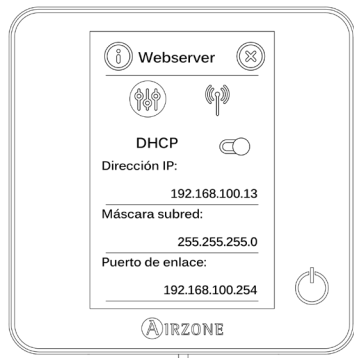 Webserver
DHCP
Dirección IP:
192.168.100.13
Máscara subred:
255.255.255.0
Puerto de enlace:
192.168.100.254
AIRZONE